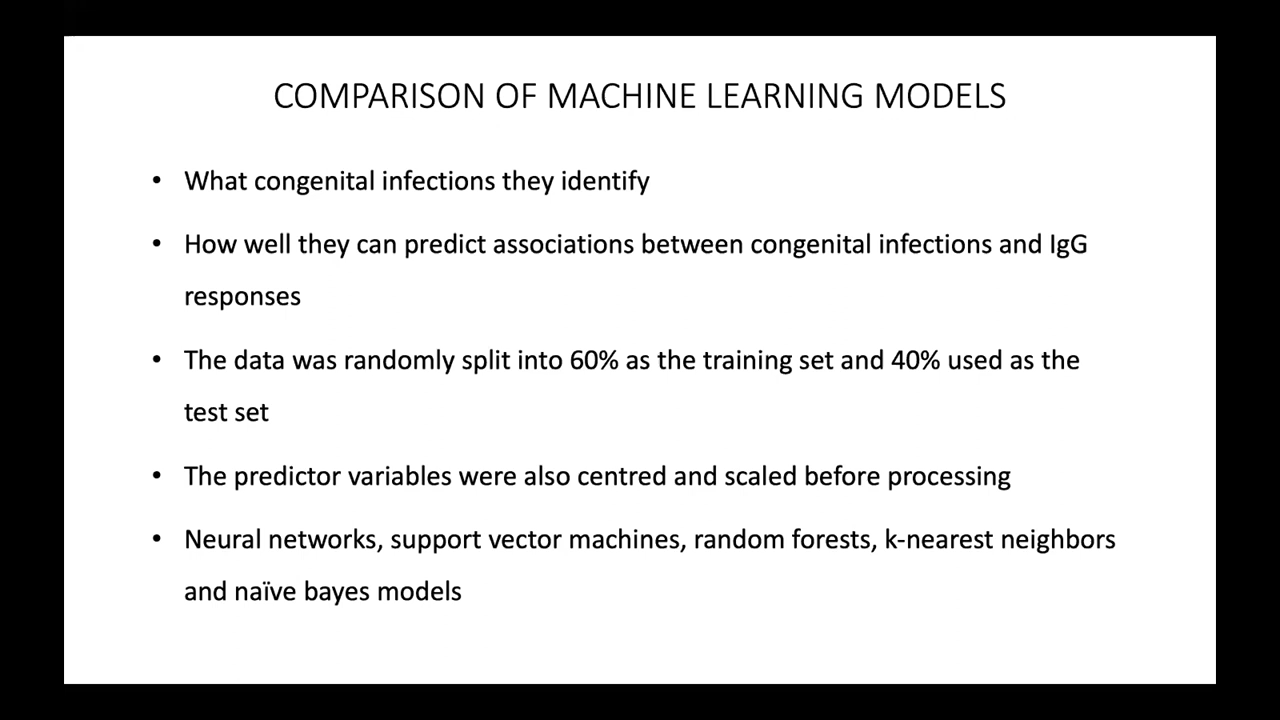 COMPARISON OF MACHINE LEARNING MODELS
• What congenital infections they identify
• How well they can predict associations between congenital infections and IgG
responses
• The data was randomly split into 60% as the training set and 40% used as the
test set
• The predictor variables were also centred and scaled before processing
• Neural networks, support vector machines, random forests, k-nearest neighbors
and naïve bayes models